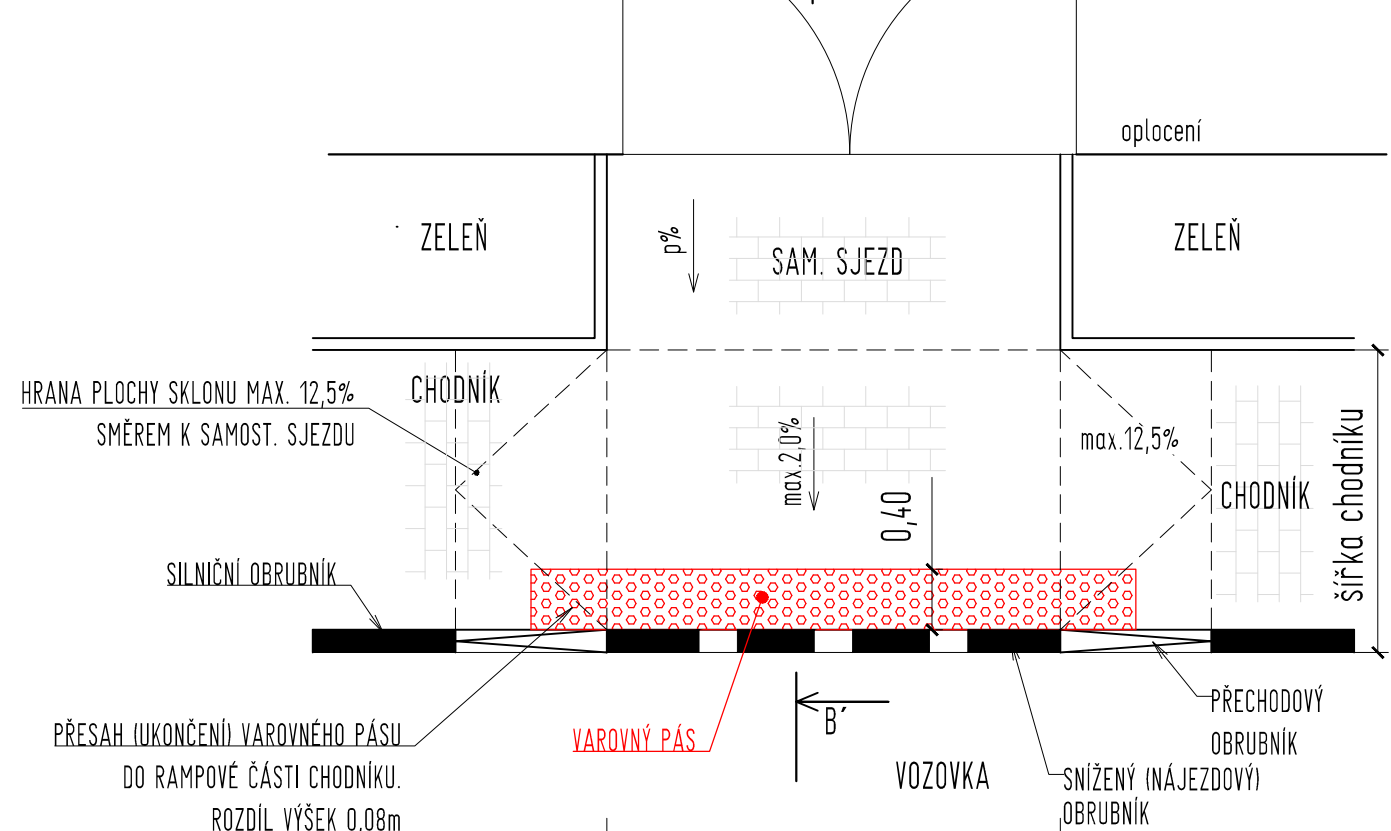 oplocení
ZELEŇ
p%
SAM. SJEZD
ZELEŇ
HRANA PLOCHY SKLONU MAX. 12,5%
SMĚREM K SAMOST. SJEZDU
CHODNÍK
max.2,0%
0,40
max.12,5%
CHODNÍK
šířka chodníku
SILNIČNÍ OBRUBNÍK
PŘESAH (UKONČENÍ) VAROVNÉHO PÁSU
DO RAMPOVÉ ČÁSTI CHODNÍKU.
ROZDÍL VÝŠEK 0,08m
VAROVNÝ PÁS
B´
VOZOVKA
PŘECHODOVÝ
OBRUBNÍK
SNÍŽENÝ (NÁJEZDOVÝ)
OBRUBNÍK